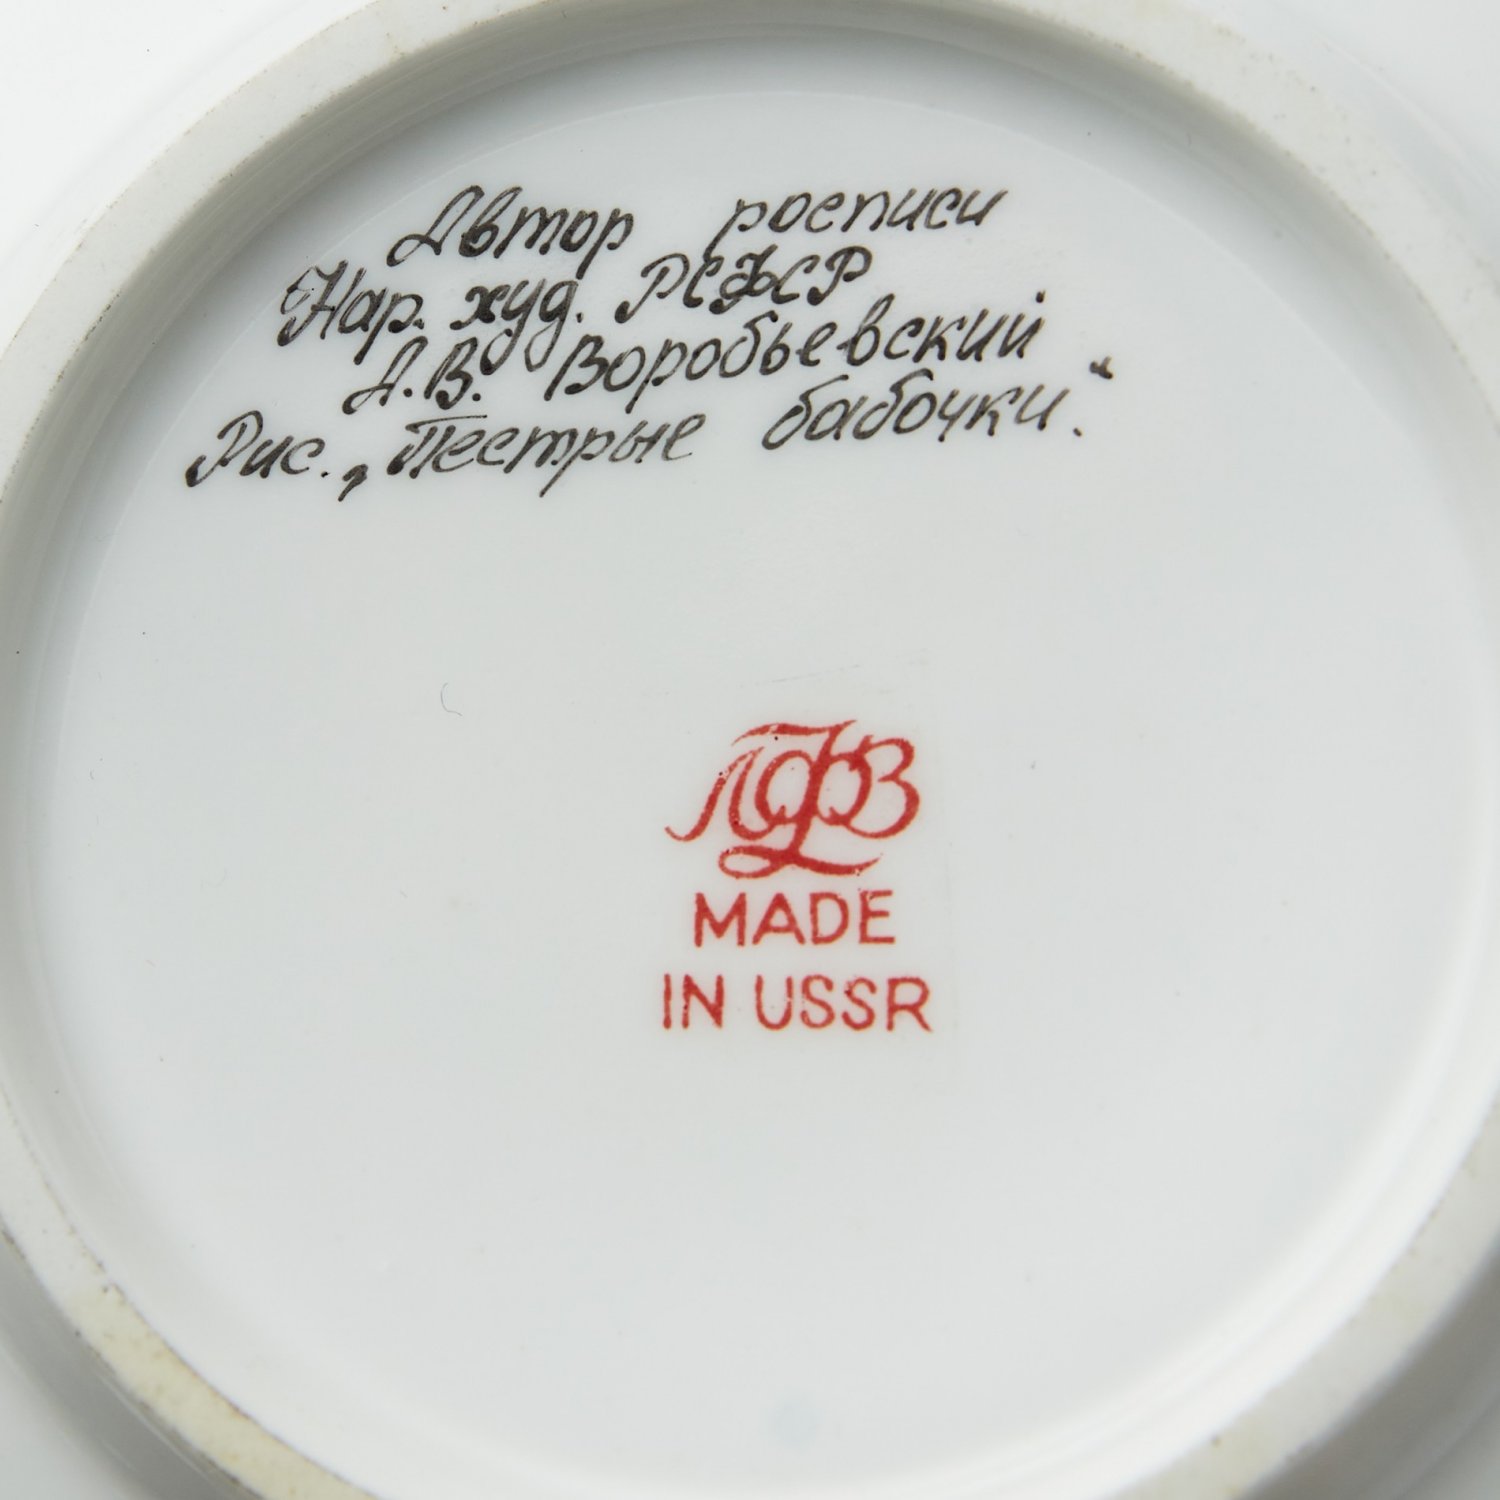 Автор росписи
Нар. худ. РСФСР
А.В. Воробьевский
Рис. „Пестрые бабочки."
ЛФЗ
MADE
IN USSR